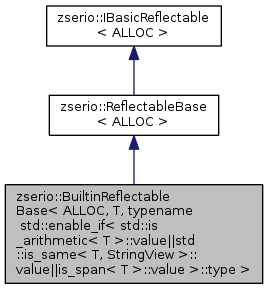 zserio::IBasicReflectable
< ALLOC >
zserio::ReflectableBase
< ALLOC >
zserio::BuiltinReflectable
Base< ALLOC, T, typename
std::enable_if< std::is
_arithmetic< T >::value||std
::is_same< T, StringView >::
value||is_span< T >::value >::type >